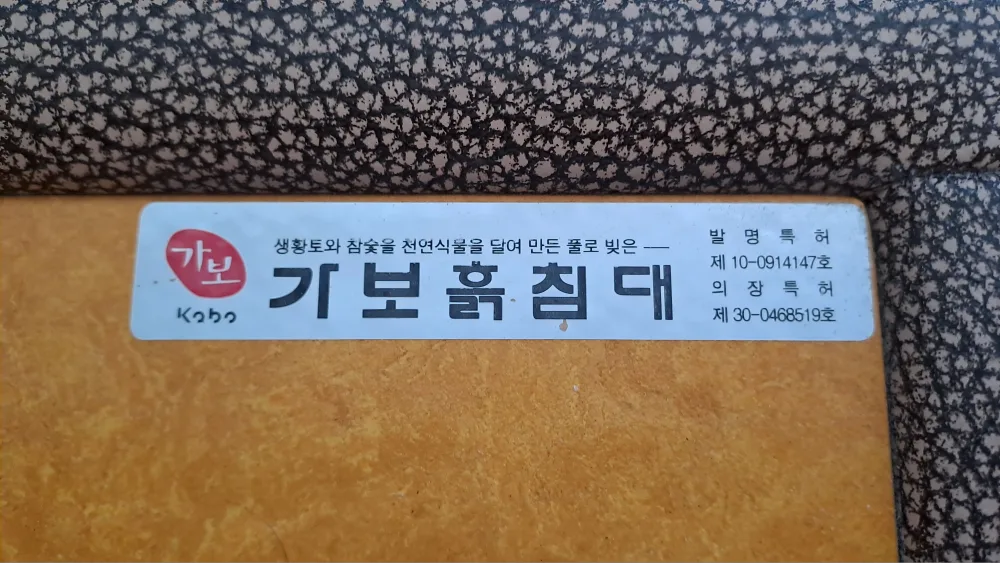 가보
Kabo
생황토와 참숯을 천연식물을 달여 만든 풀로 빚은 ──
가보흙침대
발명특허
제 10-0914147호
의장특허
제 30-0468519호